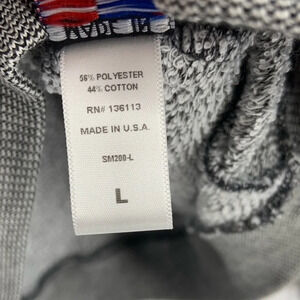 56% POLYESTER
44% COTTON
RN# 136113
MADE IN U.S.A.
SM200-L
L